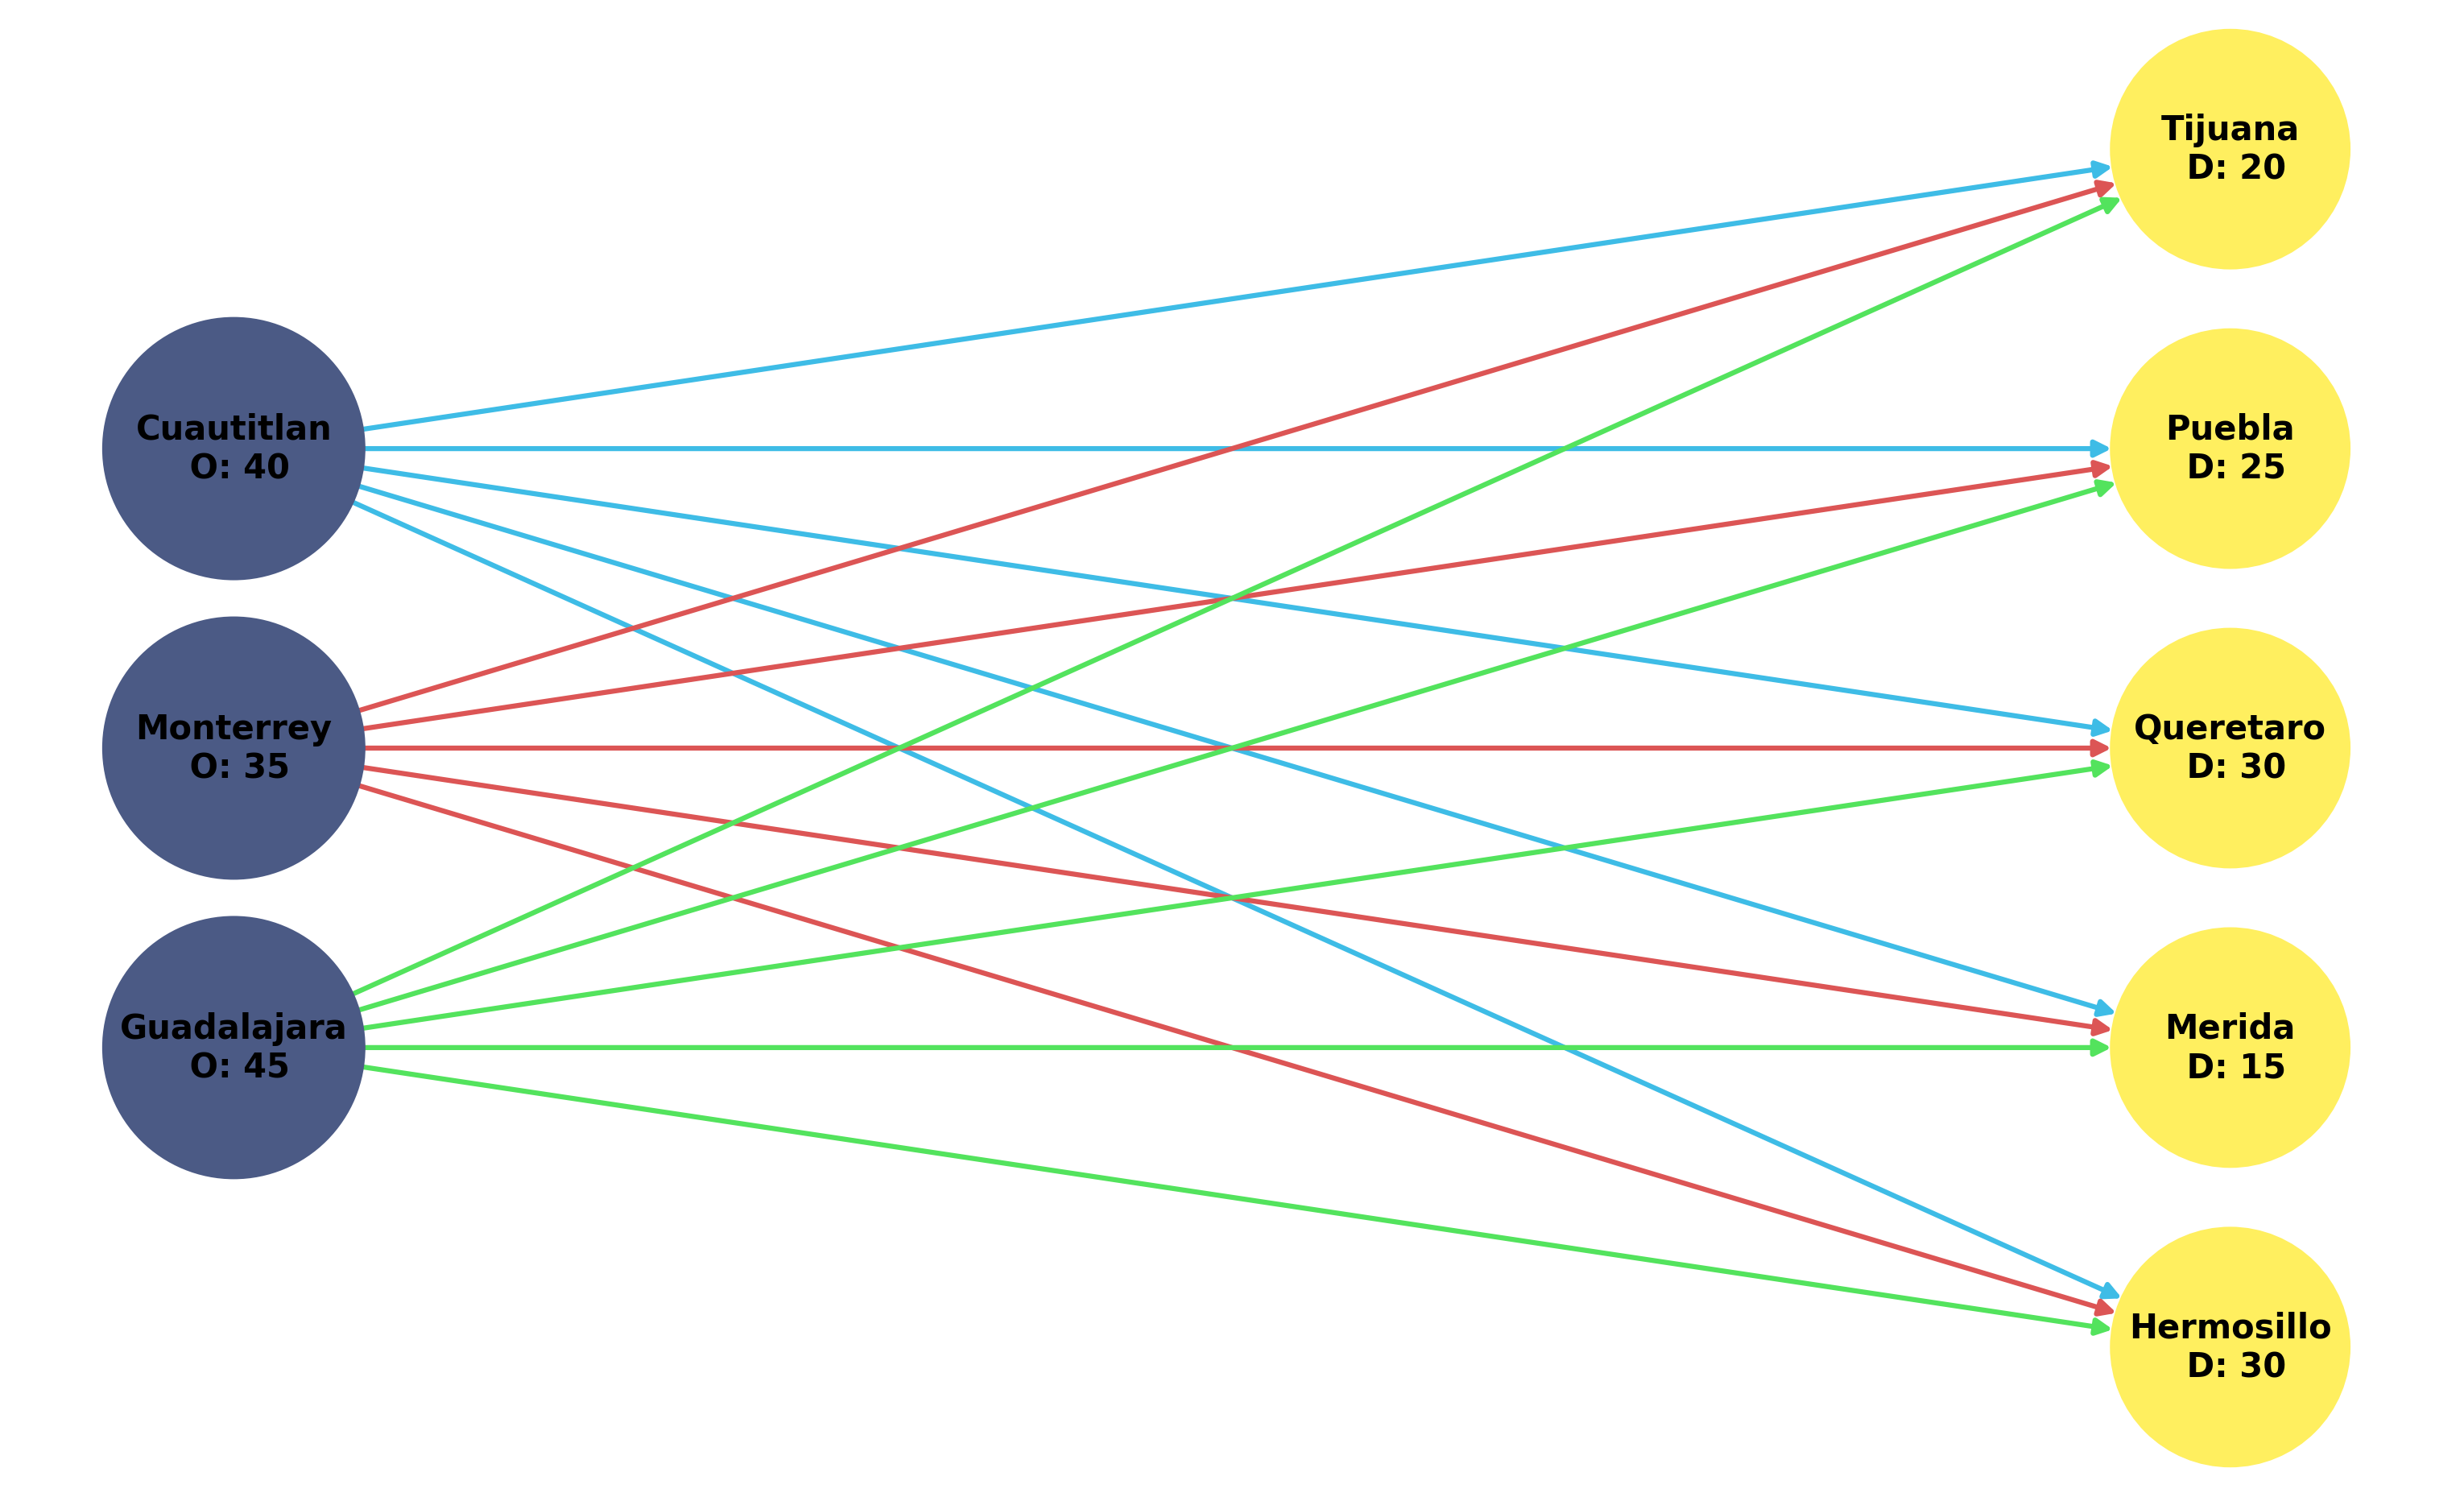 Cuautitlan
O: 40
Monterrey
O: 35
Guadalajara
O: 45
Tijuana
D: 20
Puebla
D: 25
Queretaro
D: 30
Merida
D: 15
Hermosillo
D: 30